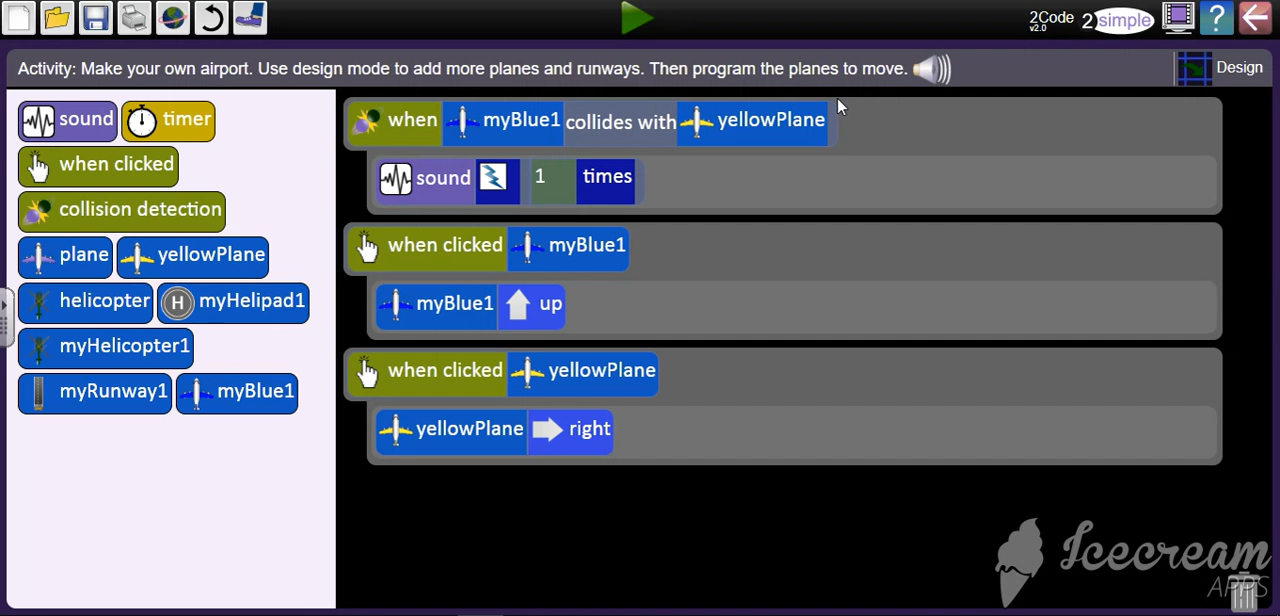 2Code
v2.0
2simple
?
Activity: Make your own airport. Use design mode to add more planes and runways. Then program the planes to move.
Design
sound timer
when clicked
collision detection
plane yellowPlane
helicopter H myHelipad1
myHelicopter1
myRunway1 myBlue1
when myBlue1 collides with yellowPlane
sound 1 times
when clicked myBlue1
myBlue1 up
when clicked yellowPlane
yellowPlane right
Icecream
APPS